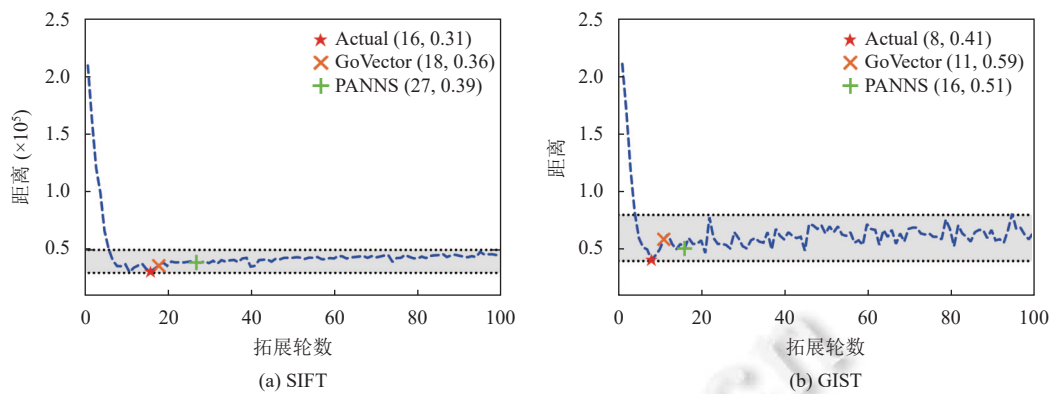 2.5
2.0
1.5
1.0
0.5
0 20 40 60 80 100
距离 (×10⁵)
拓展轮数
Actual (16, 0.31)
GoVector (18, 0.36)
PANNS (27, 0.39)
(a) SIFT
2.5
2.0
1.5
1.0
0.5
0 20 40 60 80 100
距离
拓展轮数
Actual (8, 0.41)
GoVector (11, 0.59)
PANNS (16, 0.51)
(b) GIST